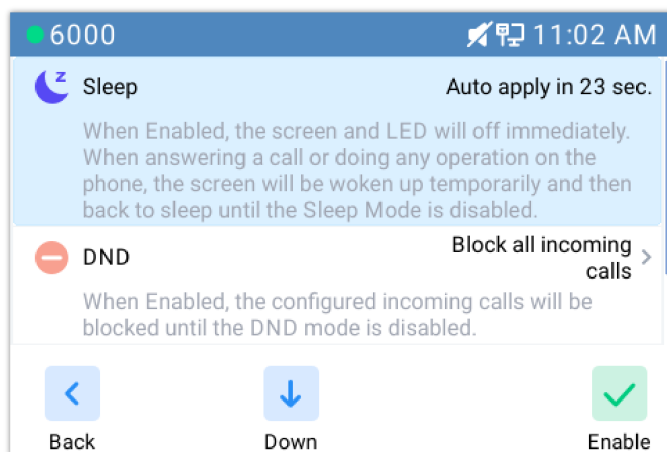 6000 11:02 AM
z
Sleep Auto apply in 23 sec.
When Enabled, the screen and LED will off immediately.
When answering a call or doing any operation on the
phone, the screen will be woken up temporarily and then
back to sleep until the Sleep Mode is disabled.
DND Block all incoming
calls
When Enabled, the configured incoming calls will be
blocked until the DND mode is disabled.
Back Down Enable